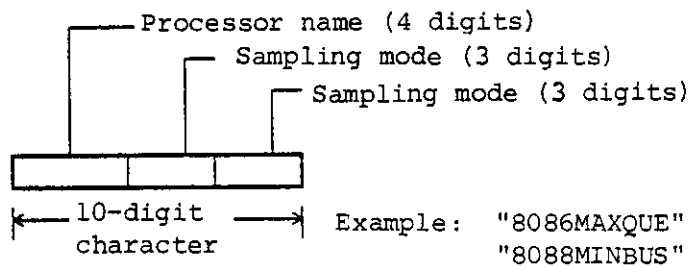 Processor name (4 digits)
Sampling mode (3 digits)
Sampling mode (3 digits)
10-digit
character
Example: "8086MAXQUE"
"8088MINBUS"